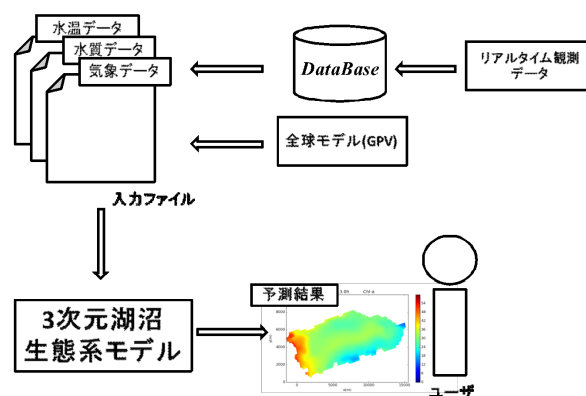 水温データ
水質データ
気象データ
DataBase
リアルタイム観測
データ
全球モデル(GPV)
入力ファイル
予測結果
Chl a
3次元湖沼
生態系モデル
ユーザ